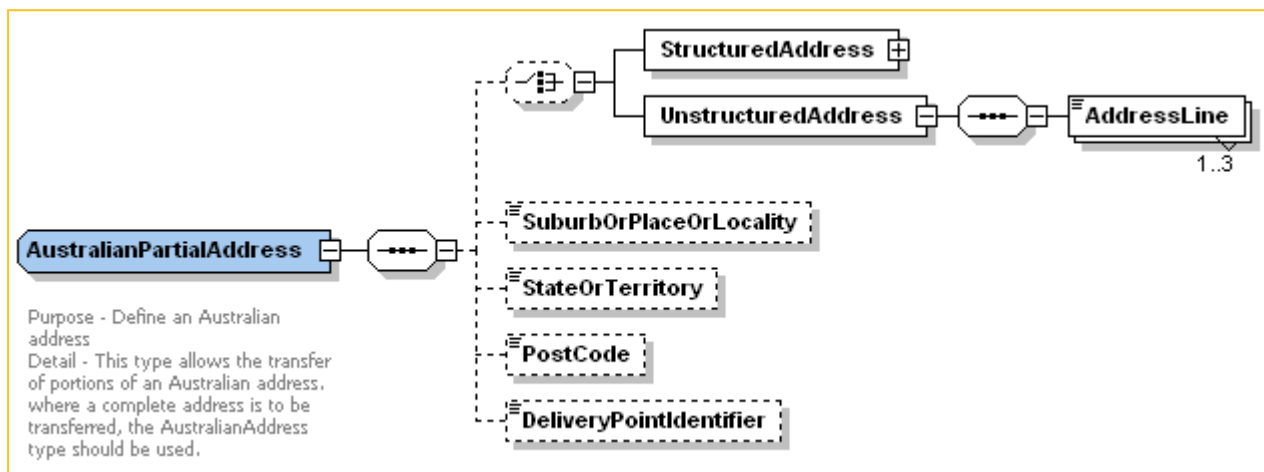 StructuredAddress
UnstructuredAddress
AddressLine
1..3
SuburbOrPlaceOrLocality
AustralianPartialAddress
StateOrTerritory
PostCode
DeliveryPointIdentifier
Purpose - Define an Australian
address
Detail - This type allows the transfer
of portions of an Australian address.
where a complete address is to be
transferred, the AustralianAddress
type should be used.